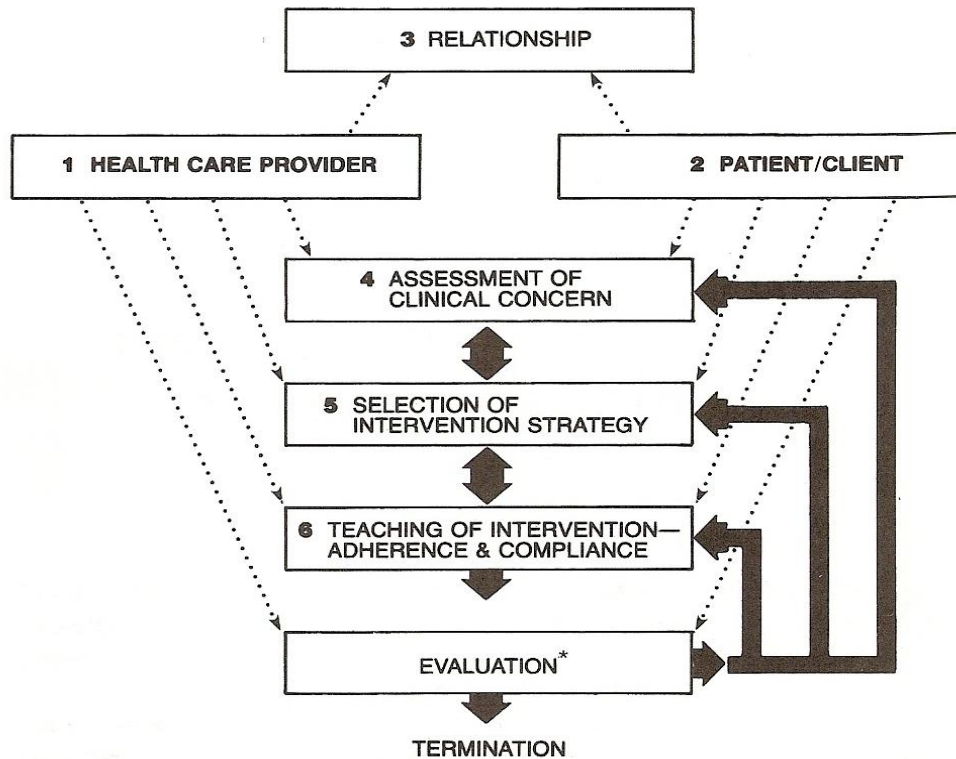 3 RELATIONSHIP
1 HEALTH CARE PROVIDER
2 PATIENT/CLIENT
4 ASSESSMENT OF
CLINICAL CONCERN
5 SELECTION OF
INTERVENTION STRATEGY
6 TEACHING OF INTERVENTION—
ADHERENCE & COMPLIANCE
EVALUATION*
TERMINATION